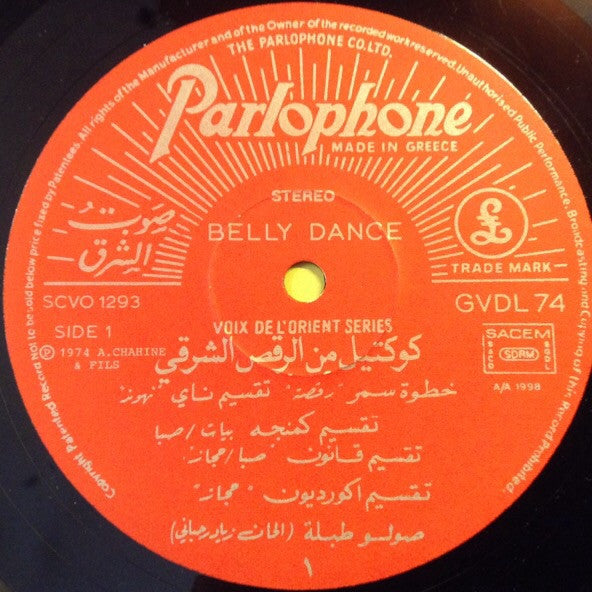 Copyright Patented Record Not to be sold below price fixed by Patentees. All rights of the Manufacturer and of the Owner of the recorded work reserved. Unauthorised Public Performance, Broadcasting and Copying of this Record Prohibited.
THE PARLOPHONE CO.LTD.
Parlophone
MADE IN GREECE
STEREO
BELLY DANCE
صوت الشرق
£
TRADE MARK
SCVO 1293
GVDL 74
VOIX DE L'ORIENT SERIES
SIDE 1
℗ 1974 A. CHAHINE
& FILS
SACEM
SDRM
A/A 1998
كوكتيل من الرقص الشرقي
خطوة سمر "رقصة" تقسيم ناي "نهوند"
تقسيم كمنجه بيات/صبا
تقسيم قانون "صبا/حجاز"
تقسيم اكورديون "حجاز"
صولو طبلة (الحان زياد رحباني)
١